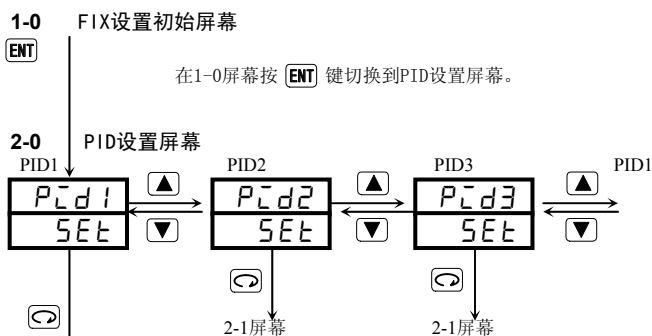 1-0 FIX设置初始屏幕
ENT
在1-0屏幕按 ENT 键切换到PID设置屏幕。
2-0 PID设置屏幕
PID1 PID2 PID3 PID1
Pid1 Pid2 Pid3
SEt SEt SEt
2-1屏幕 2-1屏幕